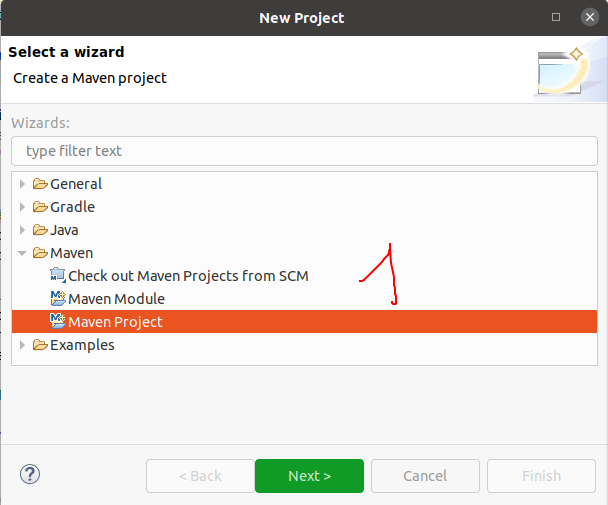 New Project
Select a wizard
Create a Maven project
Wizards:
type filter text
General
Gradle
Java
Maven
Check out Maven Projects from SCM
Maven Module
Maven Project
Examples
1
? < Back Next > Cancel Finish